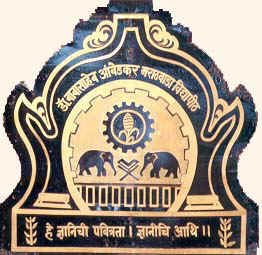 डॉ. बाबासाहेब आंबेडकर मराठवाडा विद्यापीठ
हे ज्ञानाची पवित्रता । ज्ञानीचि आथि ।।